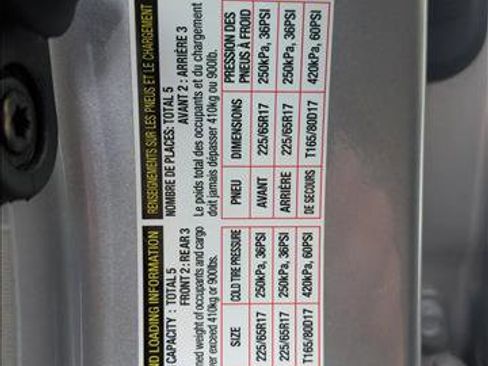 ND LOADING INFORMATION
CAPACITY : TOTAL 5
FRONT 2 : REAR 3
ned weight of occupants and cargo
er exceed 410kg or 900lbs.
SIZE COLD TIRE PRESSURE
225/65R17 250kPa, 36PSI
225/65R17 250kPa, 36PSI
T165/80D17 420kPa, 60PSI
RENSEIGNEMENTS SUR LES PNEUS ET LE CHARGEMENT
NOMBRE DE PLACES: TOTAL 5
AVANT 2 : ARRIÈRE 3
Le poids total des occupants et du chargement
doit jamais dépasser 410kg ou 900lb.
PNEU DIMENSIONS PRESSION DES PNEUS À FROID
AVANT 225/65R17 250kPa, 36PSI
ARRIÈRE 225/65R17 250kPa, 36PSI
DE SECOURS T165/80D17 420kPa, 60PSI